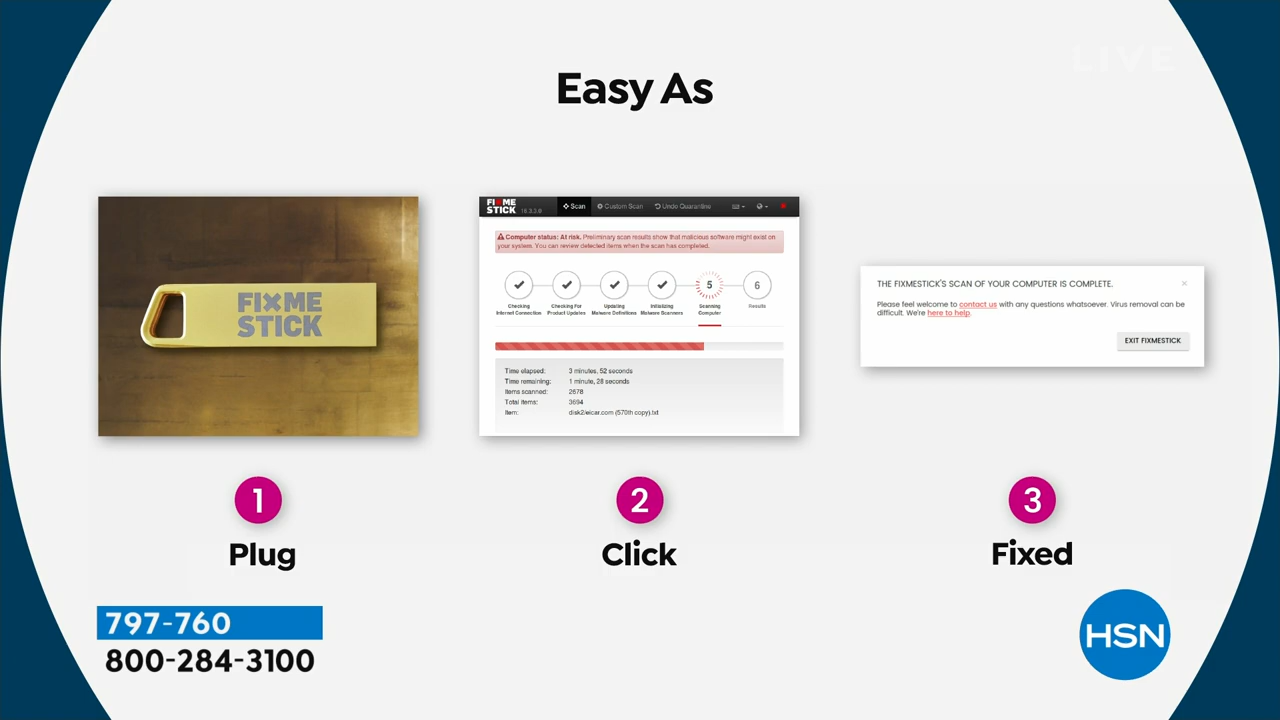 LIVE
Easy As
FIXME
STICK
FIXME
STICK
Scan
Custom Scan
Undo Quarantine
Computer status: At risk. Preliminary scan results show that malicious software might exist on
your system. You can review detected items when the scan has completed.
5
6
Checking
Internet Connection
Checking For
Product Updates
Updating
Malware Definitions
Initializing
Malware Scanners
Scanning
Computer
Results
Time elapsed: 3 minutes, 52 seconds
Time remaining: 1 minute, 28 seconds
Items scanned: 2678
Total items: 3694
Item: disk2/eicar.com (570th copy).txt
THE FIXMESTICK'S SCAN OF YOUR COMPUTER IS COMPLETE.
Please feel welcome to contact us with any questions whatsoever. Virus removal can be
difficult. We're here to help.
EXIT FIXMESTICK
1
2
3
Plug
Click
Fixed
797-760
800-284-3100
HSN